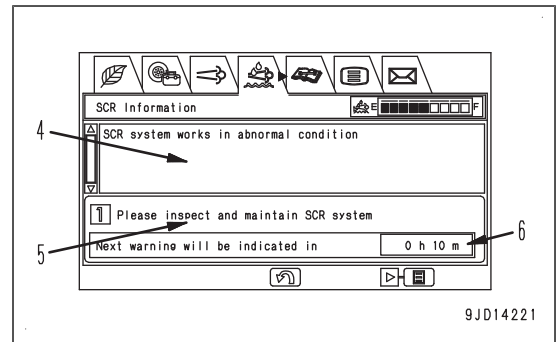 SCR Information
E F
4
SCR system works in abnormal condition
1 Please inspect and maintain SCR system
5
Next warning will be indicated in 0 h 10 m
6
9JD14221